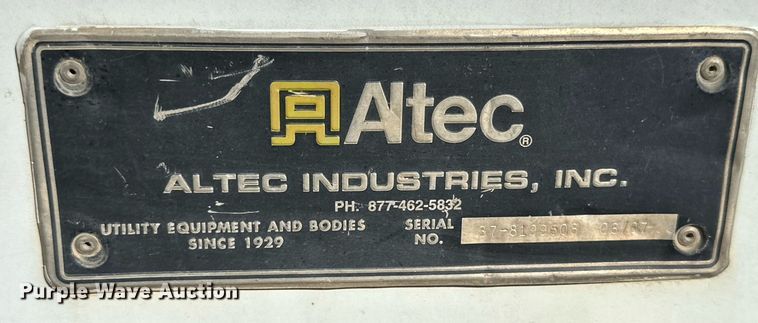 Altec®
ALTEC INDUSTRIES, INC.
PH. 877-462-5832
UTILITY EQUIPMENT AND BODIES
SINCE 1929
SERIAL
NO.
Purple Wave Auction